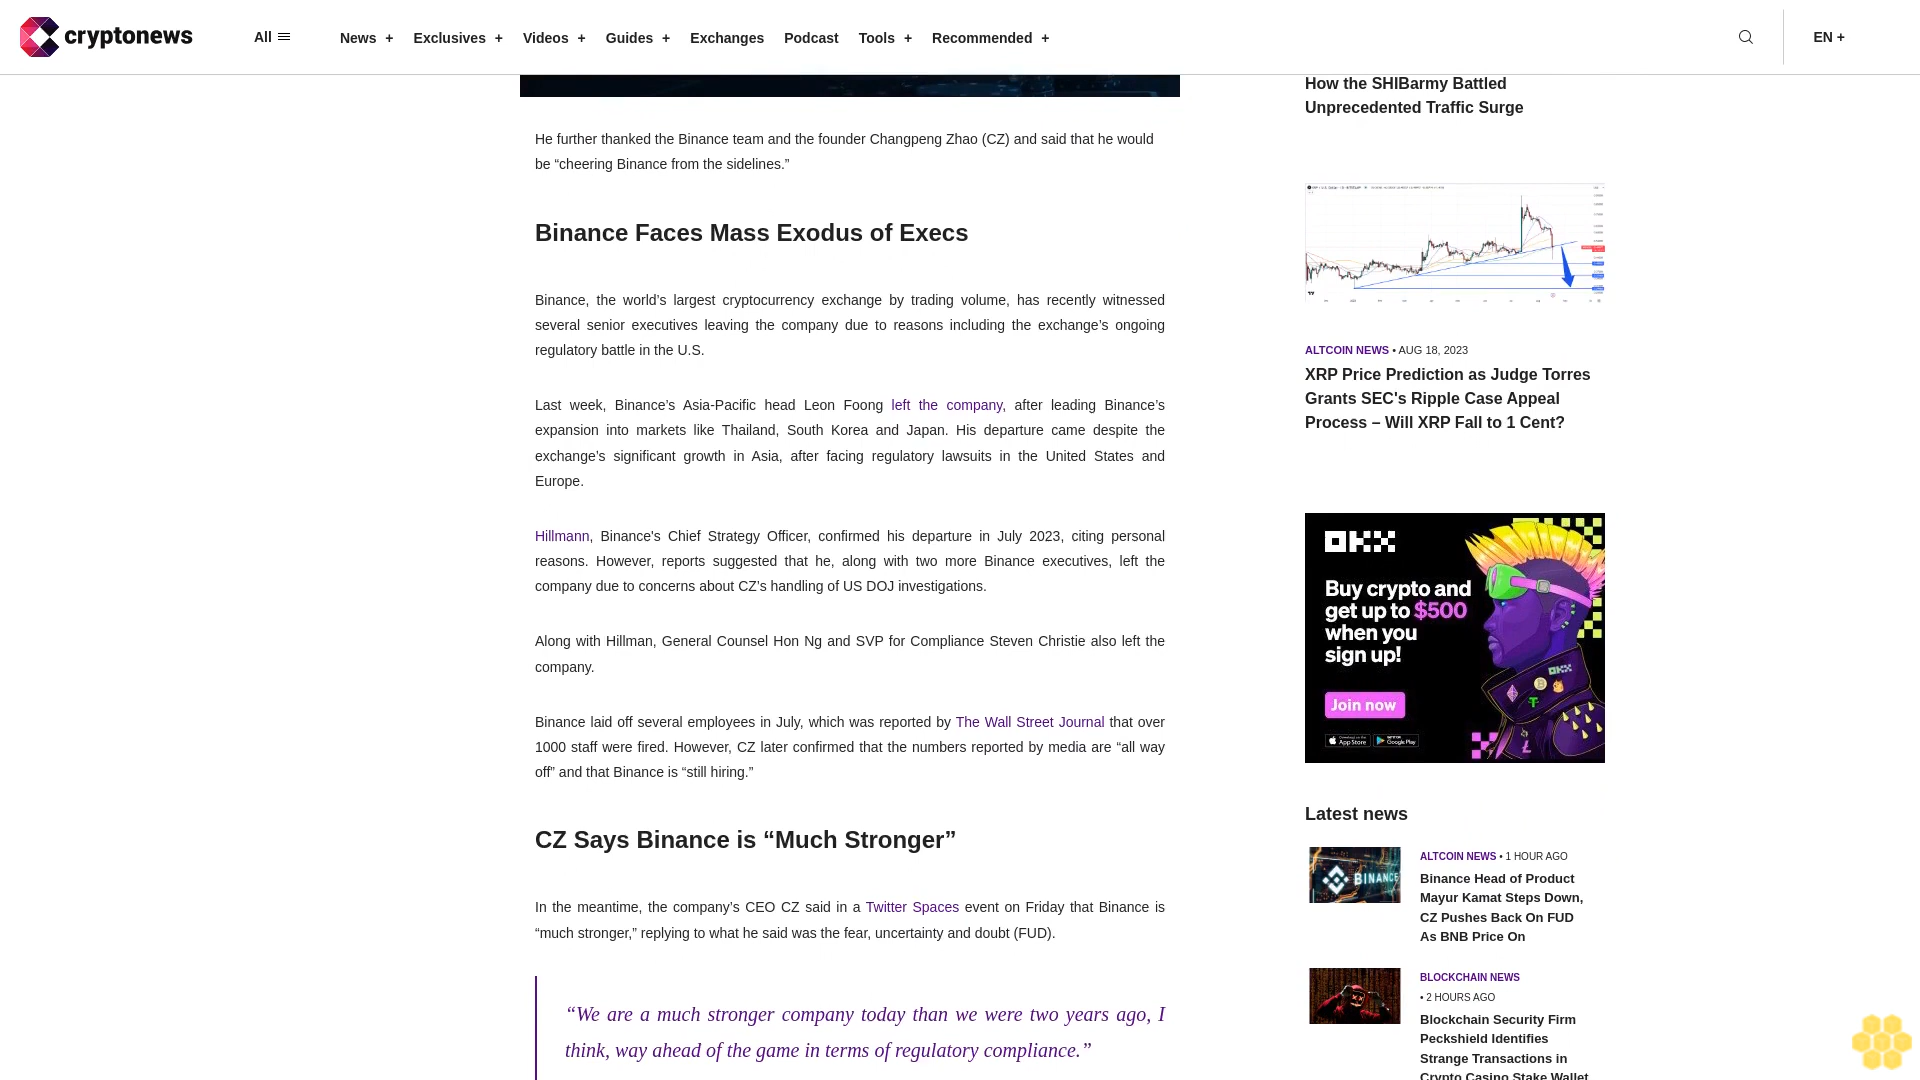 cryptonews
All
News +
Exclusives +
Videos +
Guides +
Exchanges
Podcast
Tools +
Recommended +
EN +
He further thanked the Binance team and the founder Changpeng Zhao (CZ) and said that he would
be “cheering Binance from the sidelines.”
Binance Faces Mass Exodus of Execs
Binance, the world’s largest cryptocurrency exchange by trading volume, has recently witnessed
several senior executives leaving the company due to reasons including the exchange’s ongoing
regulatory battle in the U.S.
Last week, Binance’s Asia-Pacific head Leon Foong left the company, after leading Binance’s
expansion into markets like Thailand, South Korea and Japan. His departure came despite the
exchange’s significant growth in Asia, after facing regulatory lawsuits in the United States and
Europe.
Hillmann, Binance's Chief Strategy Officer, confirmed his departure in July 2023, citing personal
reasons. However, reports suggested that he, along with two more Binance executives, left the
company due to concerns about CZ’s handling of US DOJ investigations.
Along with Hillman, General Counsel Hon Ng and SVP for Compliance Steven Christie also left the
company.
Binance laid off several employees in July, which was reported by The Wall Street Journal that over
1000 staff were fired. However, CZ later confirmed that the numbers reported by media are “all way
off” and that Binance is “still hiring.”
CZ Says Binance is “Much Stronger”
In the meantime, the company’s CEO CZ said in a Twitter Spaces event on Friday that Binance is
“much stronger,” replying to what he said was the fear, uncertainty and doubt (FUD).
“We are a much stronger company today than we were two years ago, I
think, way ahead of the game in terms of regulatory compliance.”
How the SHIBarmy Battled
Unprecedented Traffic Surge
ALTCOIN NEWS • AUG 18, 2023
XRP Price Prediction as Judge Torres
Grants SEC's Ripple Case Appeal
Process – Will XRP Fall to 1 Cent?
OKX
Buy crypto and
get up to $500
when you
sign up!
Join now
App Store
Google Play
OKX
Latest news
BINANCE
ALTCOIN NEWS • 1 HOUR AGO
Binance Head of Product
Mayur Kamat Steps Down,
CZ Pushes Back On FUD
As BNB Price On
BLOCKCHAIN NEWS
• 2 HOURS AGO
Blockchain Security Firm
Peckshield Identifies
Strange Transactions in
Crypto Casino Stake Wallet